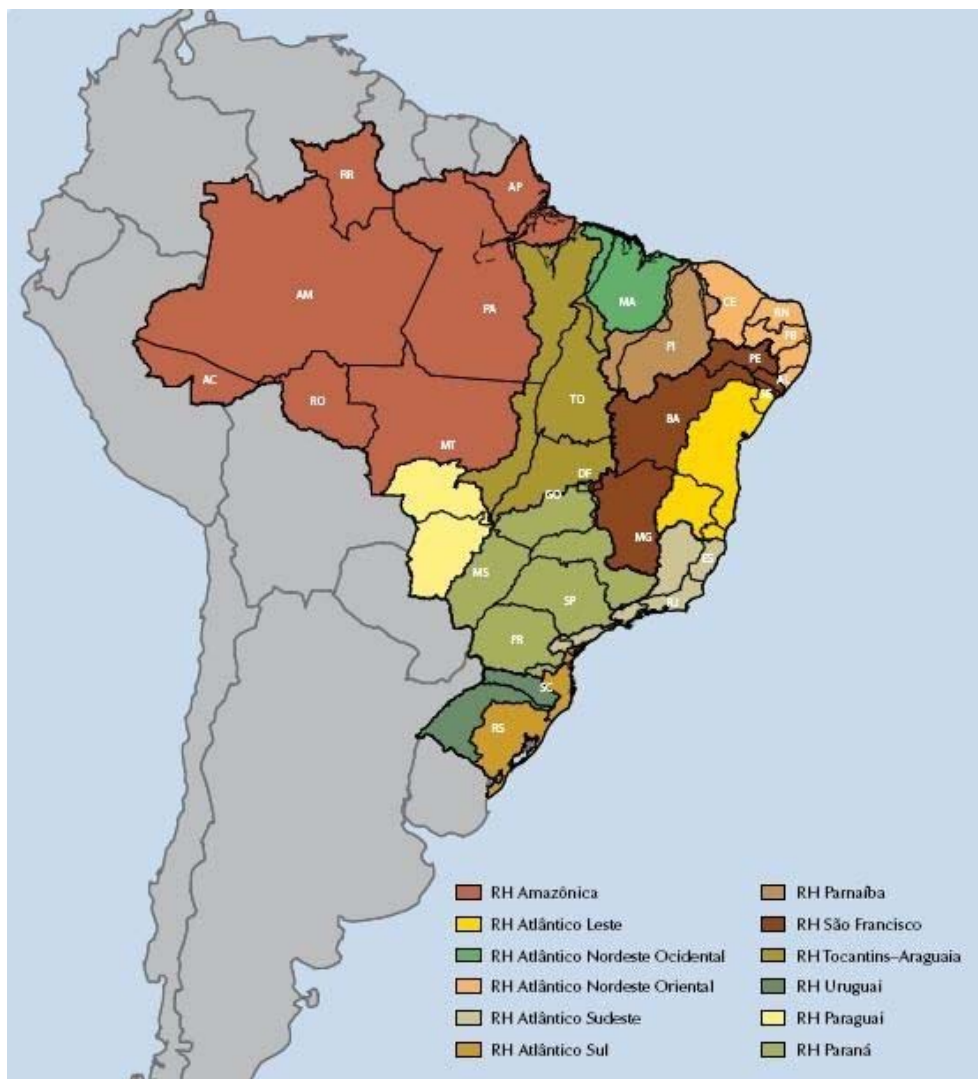 RR
AP
AM
PA
MA
CE
RN
PB
PI
PE
AC
RO
TO
BA
MT
DF
GO
MG
ES
MS
SP
RJ
PR
SC
RS
RH Amazônica
RH Atlântico Leste
RH Atlântico Nordeste Ocidental
RH Atlântico Nordeste Oriental
RH Atlântico Sudeste
RH Atlântico Sul
RH Parnaíba
RH São Francisco
RH Tocantins–Araguaia
RH Uruguai
RH Paraguai
RH Paraná